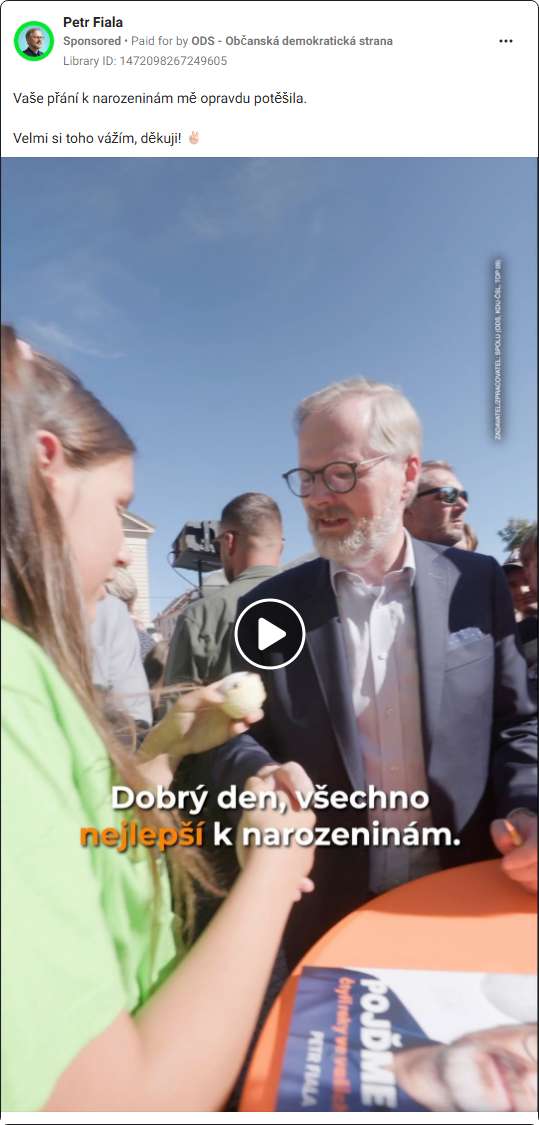 Petr Fiala
Sponsored • Paid for by ODS - Občanská demokratická strana
Library ID: 1472098267249605
Vaše přání k narozeninám mě opravdu potěšila.
Velmi si toho vážím, děkuji! ✌🏻
ZADAVATEL/ZPRACOVATEL: SPOLU (ODS, KDU-ČSL, TOP 09)
Dobrý den, všechno
nejlepší k narozeninám.
POJĎME
PETR FIALA